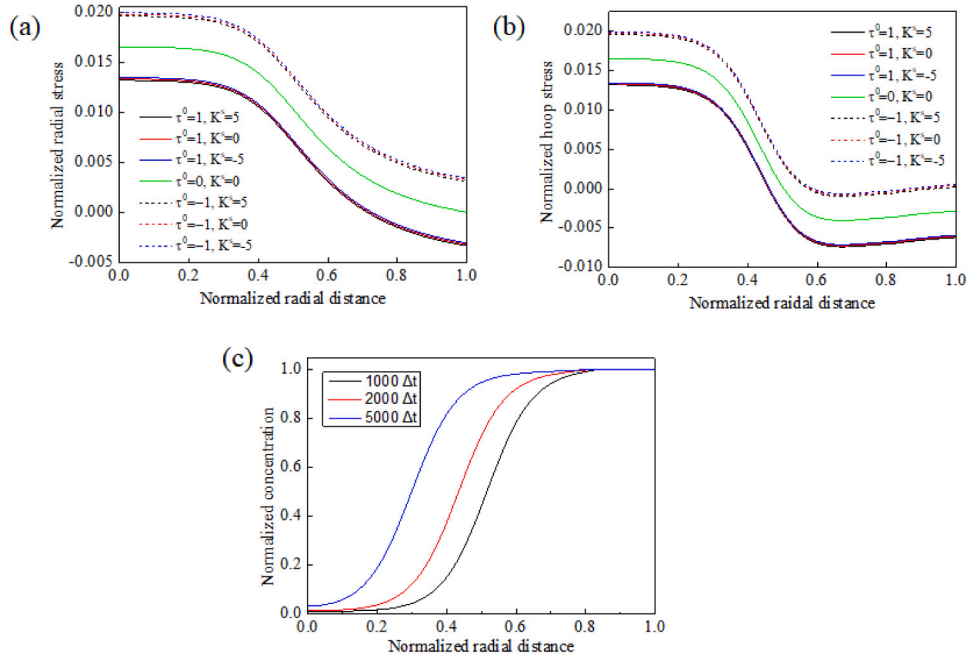 (a)
Normalized radial stress
0.020
0.015
0.010
0.005
0.000
-0.005
τ⁰=1, Kˢ=5
τ⁰=1, Kˢ=0
τ⁰=1, Kˢ=-5
τ⁰=0, Kˢ=0
τ⁰=−1, Kˢ=5
τ⁰=−1, Kˢ=0
τ⁰=−1, Kˢ=-5
0.0 0.2 0.4 0.6 0.8 1.0
Normalized radial distance
(b)
Normalized hoop stress
0.020
0.015
0.010
0.005
0.000
-0.005
-0.010
τ⁰=1, Kˢ=5
τ⁰=1, Kˢ=0
τ⁰=1, Kˢ=-5
τ⁰=0, Kˢ=0
τ⁰=−1, Kˢ=5
τ⁰=−1, Kˢ=0
τ⁰=−1, Kˢ=-5
0.0 0.2 0.4 0.6 0.8 1.0
Normalized raidal distance
(c)
Normalized concentration
1.0
0.8
0.6
0.4
0.2
0.0
1000 Δt
2000 Δt
5000 Δt
0.0 0.2 0.4 0.6 0.8 1.0
Normalized radial distance